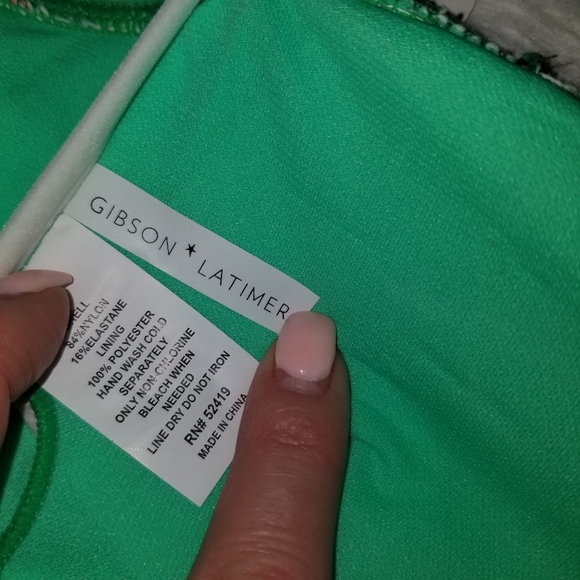 GIBSON ★ LATIMER
ELL
84%NYLON
16%ELASTANE
LINING
100% POLYESTER
HAND WASH COLD
SEPARATELY
ONLY NON-CHLORINE
BLEACH WHEN
NEEDED
LINE DRY DO NOT IRON
RN# 52419
MADE IN CHINA